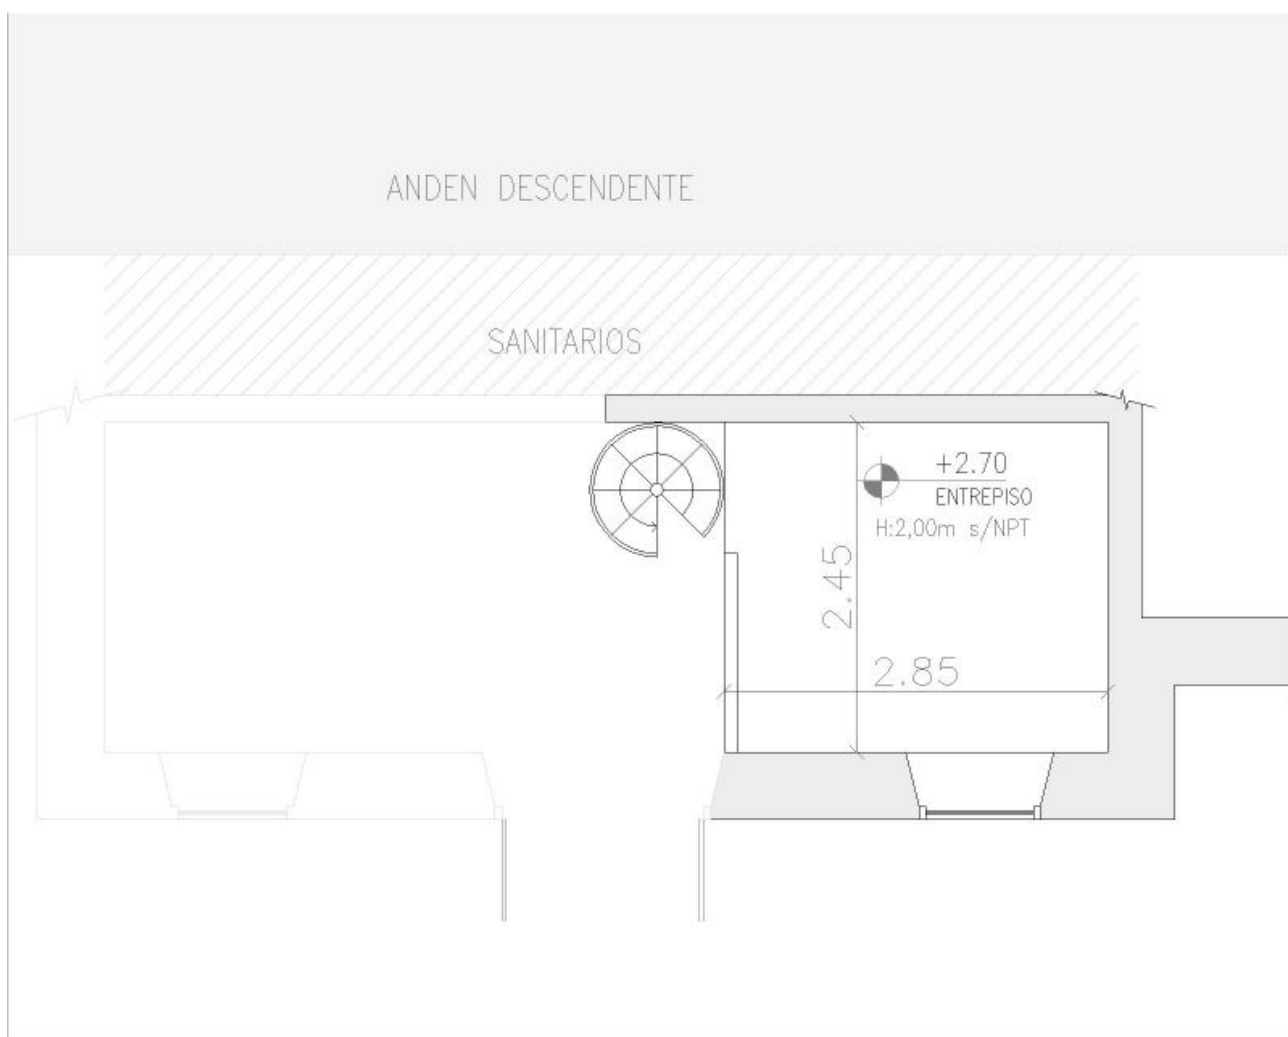 ANDEN DESCENDENTE
SANITARIOS
+2.70
ENTREPISO
H:2,00m s/NPT
2.45
2.85